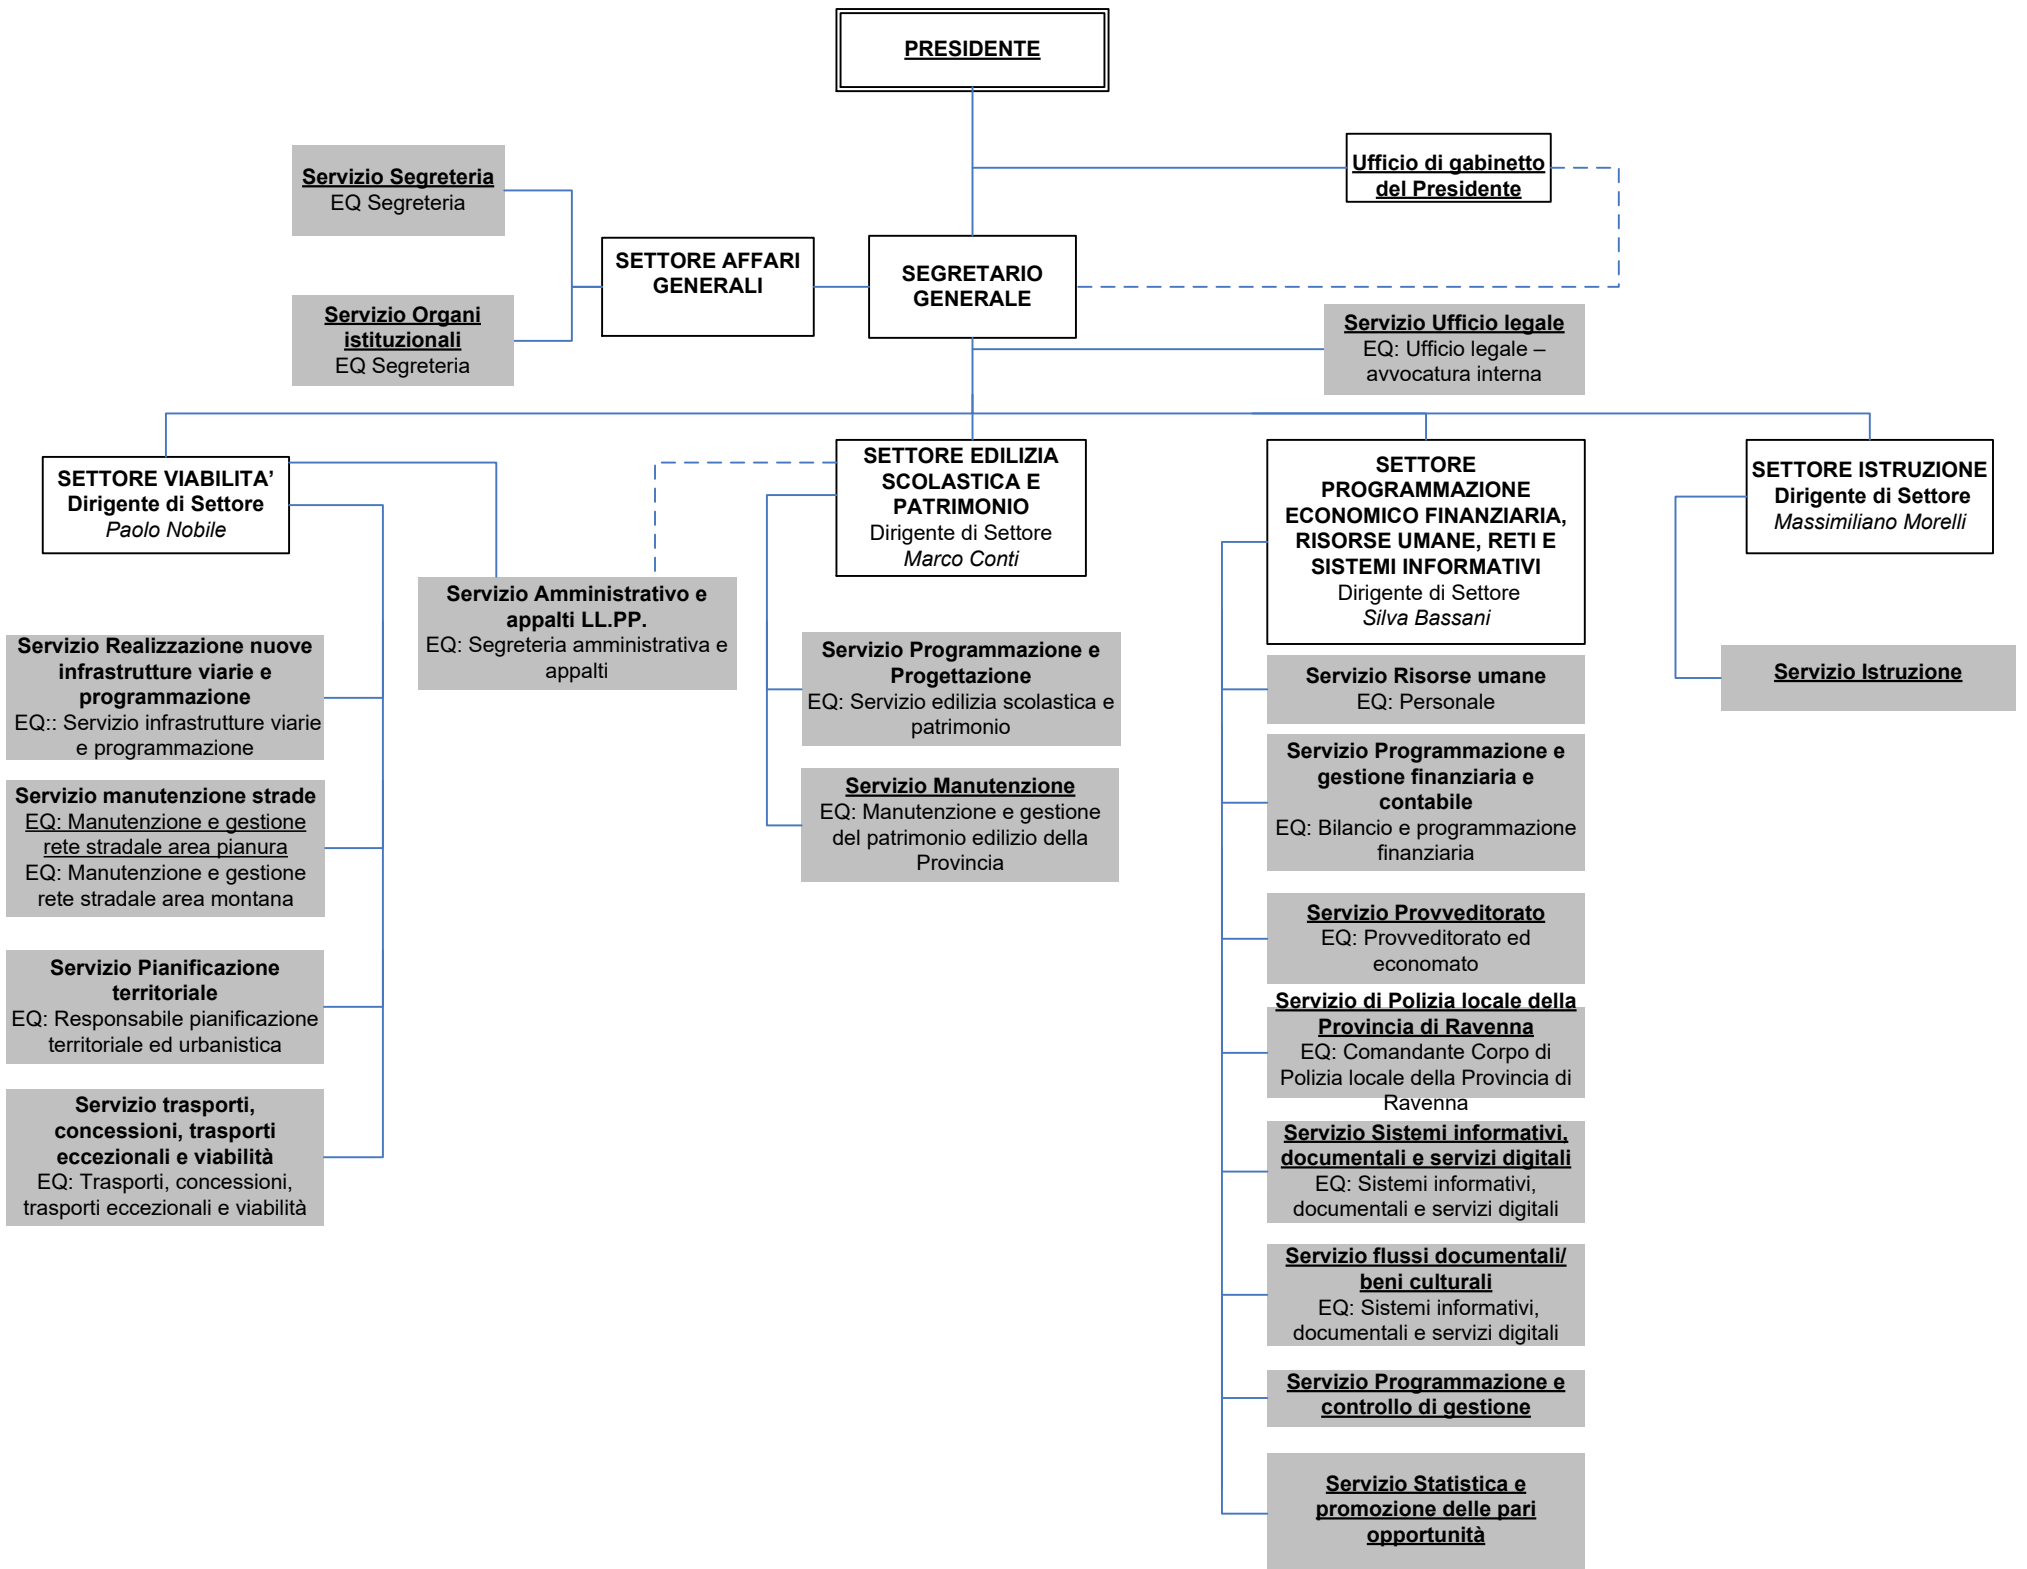 PRESIDENTE
Ufficio di gabinetto
del Presidente
Servizio Segreteria
EQ Segreteria
SETTORE AFFARI
GENERALI
SEGRETARIO
GENERALE
Servizio Organi
istituzionali
EQ Segreteria
Servizio Ufficio legale
EQ: Ufficio legale –
avvocatura interna
SETTORE VIABILITA’
Dirigente di Settore
Paolo Nobile
Servizio Amministrativo e
appalti LL.PP.
EQ: Segreteria amministrativa e
appalti
Servizio Realizzazione nuove
infrastrutture viarie e
programmazione
EQ:: Servizio infrastrutture viarie
e programmazione
Servizio manutenzione strade
EQ: Manutenzione e gestione
rete stradale area pianura
EQ: Manutenzione e gestione
rete stradale area montana
Servizio Pianificazione
territoriale
EQ: Responsabile pianificazione
territoriale ed urbanistica
Servizio trasporti,
concessioni, trasporti
eccezionali e viabilità
EQ: Trasporti, concessioni,
trasporti eccezionali e viabilità
SETTORE EDILIZIA
SCOLASTICA E
PATRIMONIO
Dirigente di Settore
Marco Conti
Servizio Programmazione e
Progettazione
EQ: Servizio edilizia scolastica e
patrimonio
Servizio Manutenzione
EQ: Manutenzione e gestione
del patrimonio edilizio della
Provincia
SETTORE
PROGRAMMAZIONE
ECONOMICO FINANZIARIA,
RISORSE UMANE, RETI E
SISTEMI INFORMATIVI
Dirigente di Settore
Silva Bassani
Servizio Risorse umane
EQ: Personale
Servizio Programmazione e
gestione finanziaria e
contabile
EQ: Bilancio e programmazione
finanziaria
Servizio Provveditorato
EQ: Provveditorato ed
economato
Servizio di Polizia locale della
Provincia di Ravenna
EQ: Comandante Corpo di
Polizia locale della Provincia di
Ravenna
Servizio Sistemi informativi,
documentali e servizi digitali
EQ: Sistemi informativi,
documentali e servizi digitali
Servizio flussi documentali/
beni culturali
EQ: Sistemi informativi,
documentali e servizi digitali
Servizio Programmazione e
controllo di gestione
Servizio Statistica e
promozione delle pari
opportunità
SETTORE ISTRUZIONE
Dirigente di Settore
Massimiliano Morelli
Servizio Istruzione